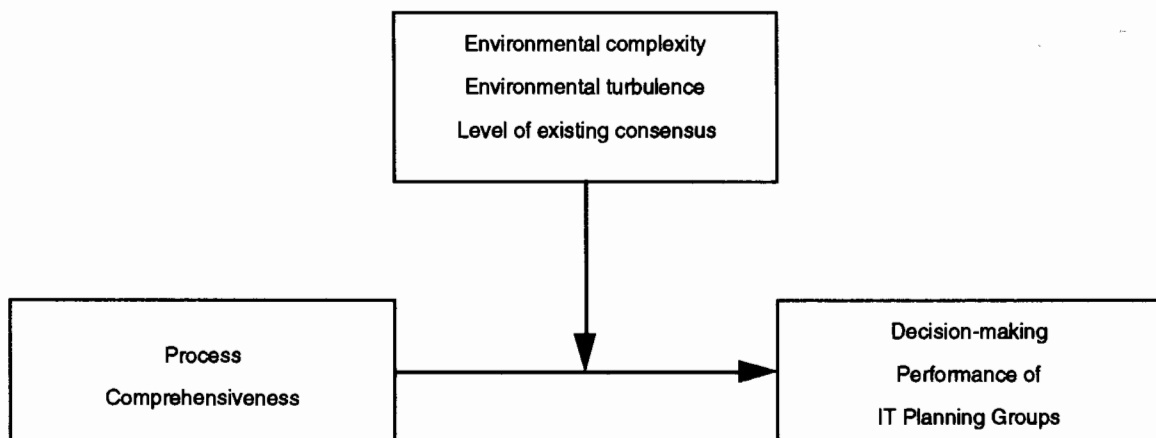 Environmental complexity
Environmental turbulence
Level of existing consensus
Process
Comprehensiveness
Decision-making
Performance of
IT Planning Groups